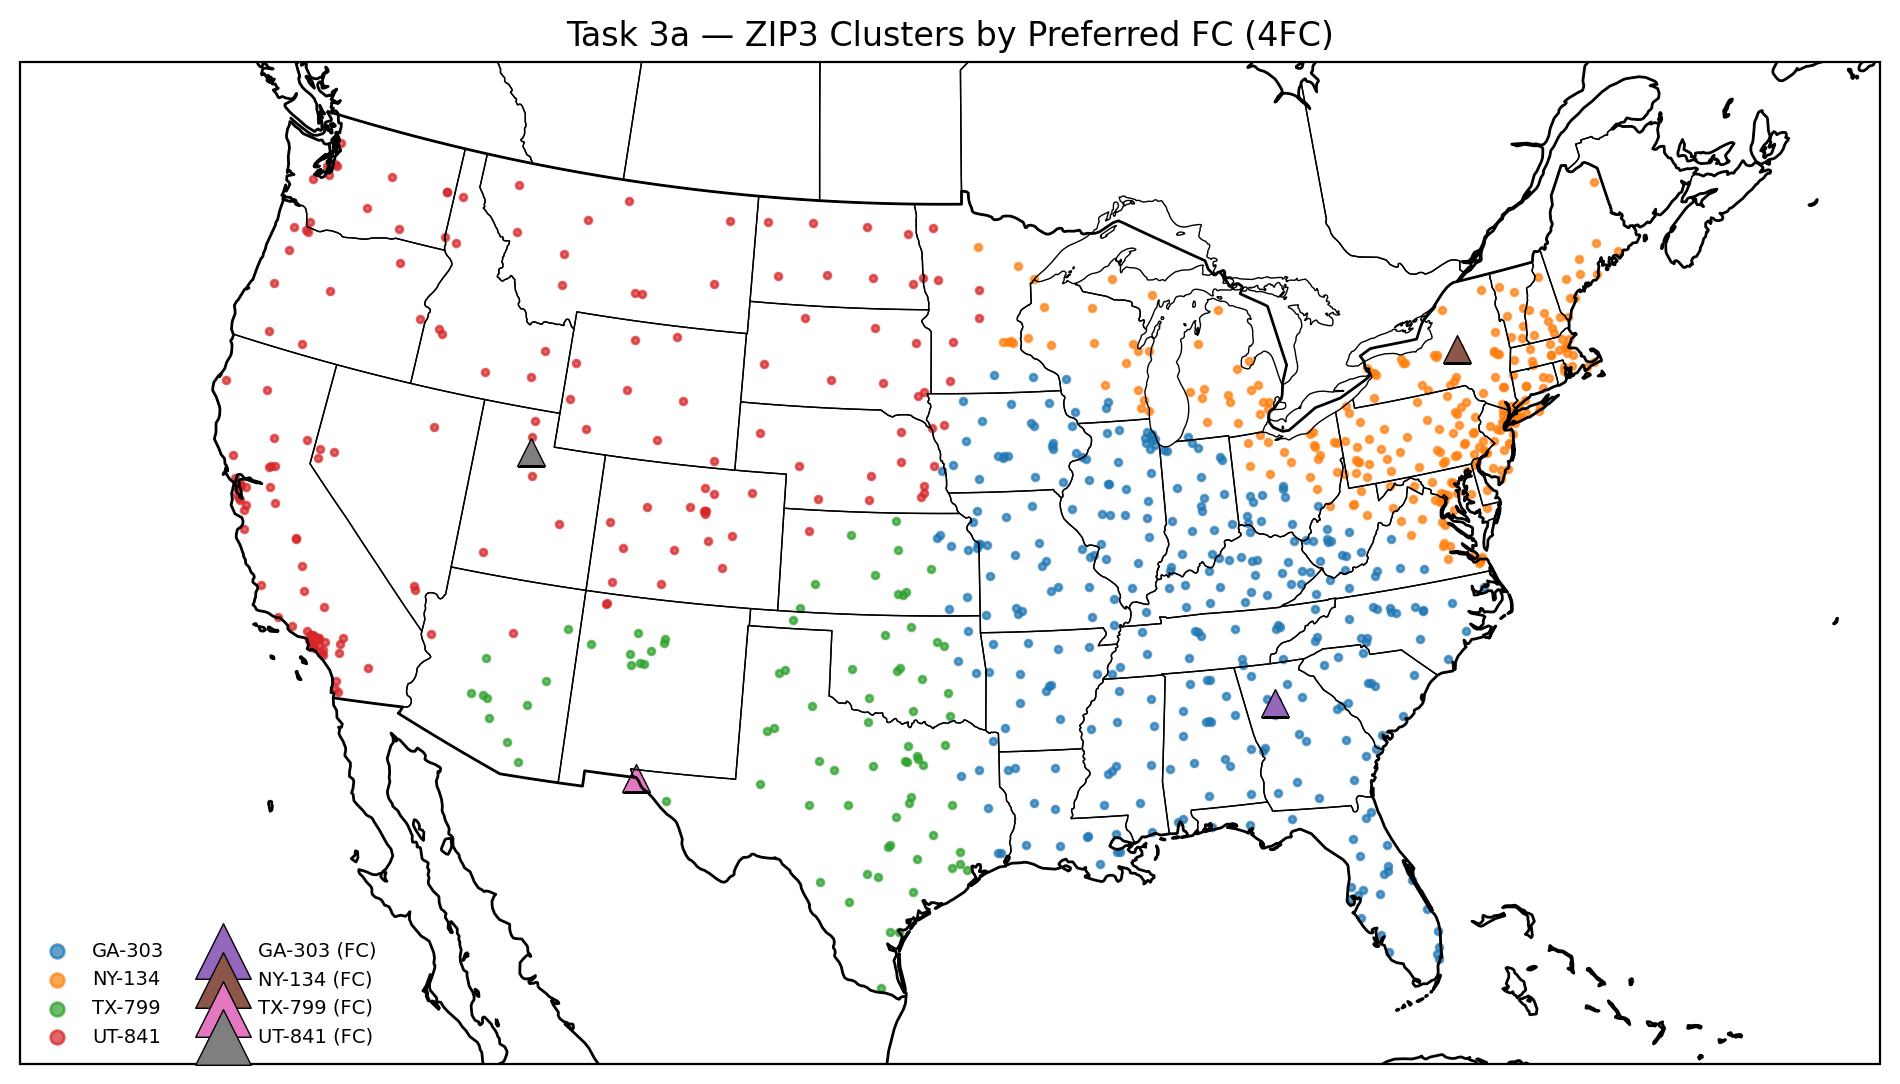 Task 3a — ZIP3 Clusters by Preferred FC (4FC)
GA-303
NY-134
TX-799
UT-841
GA-303 (FC)
NY-134 (FC)
TX-799 (FC)
UT-841 (FC)